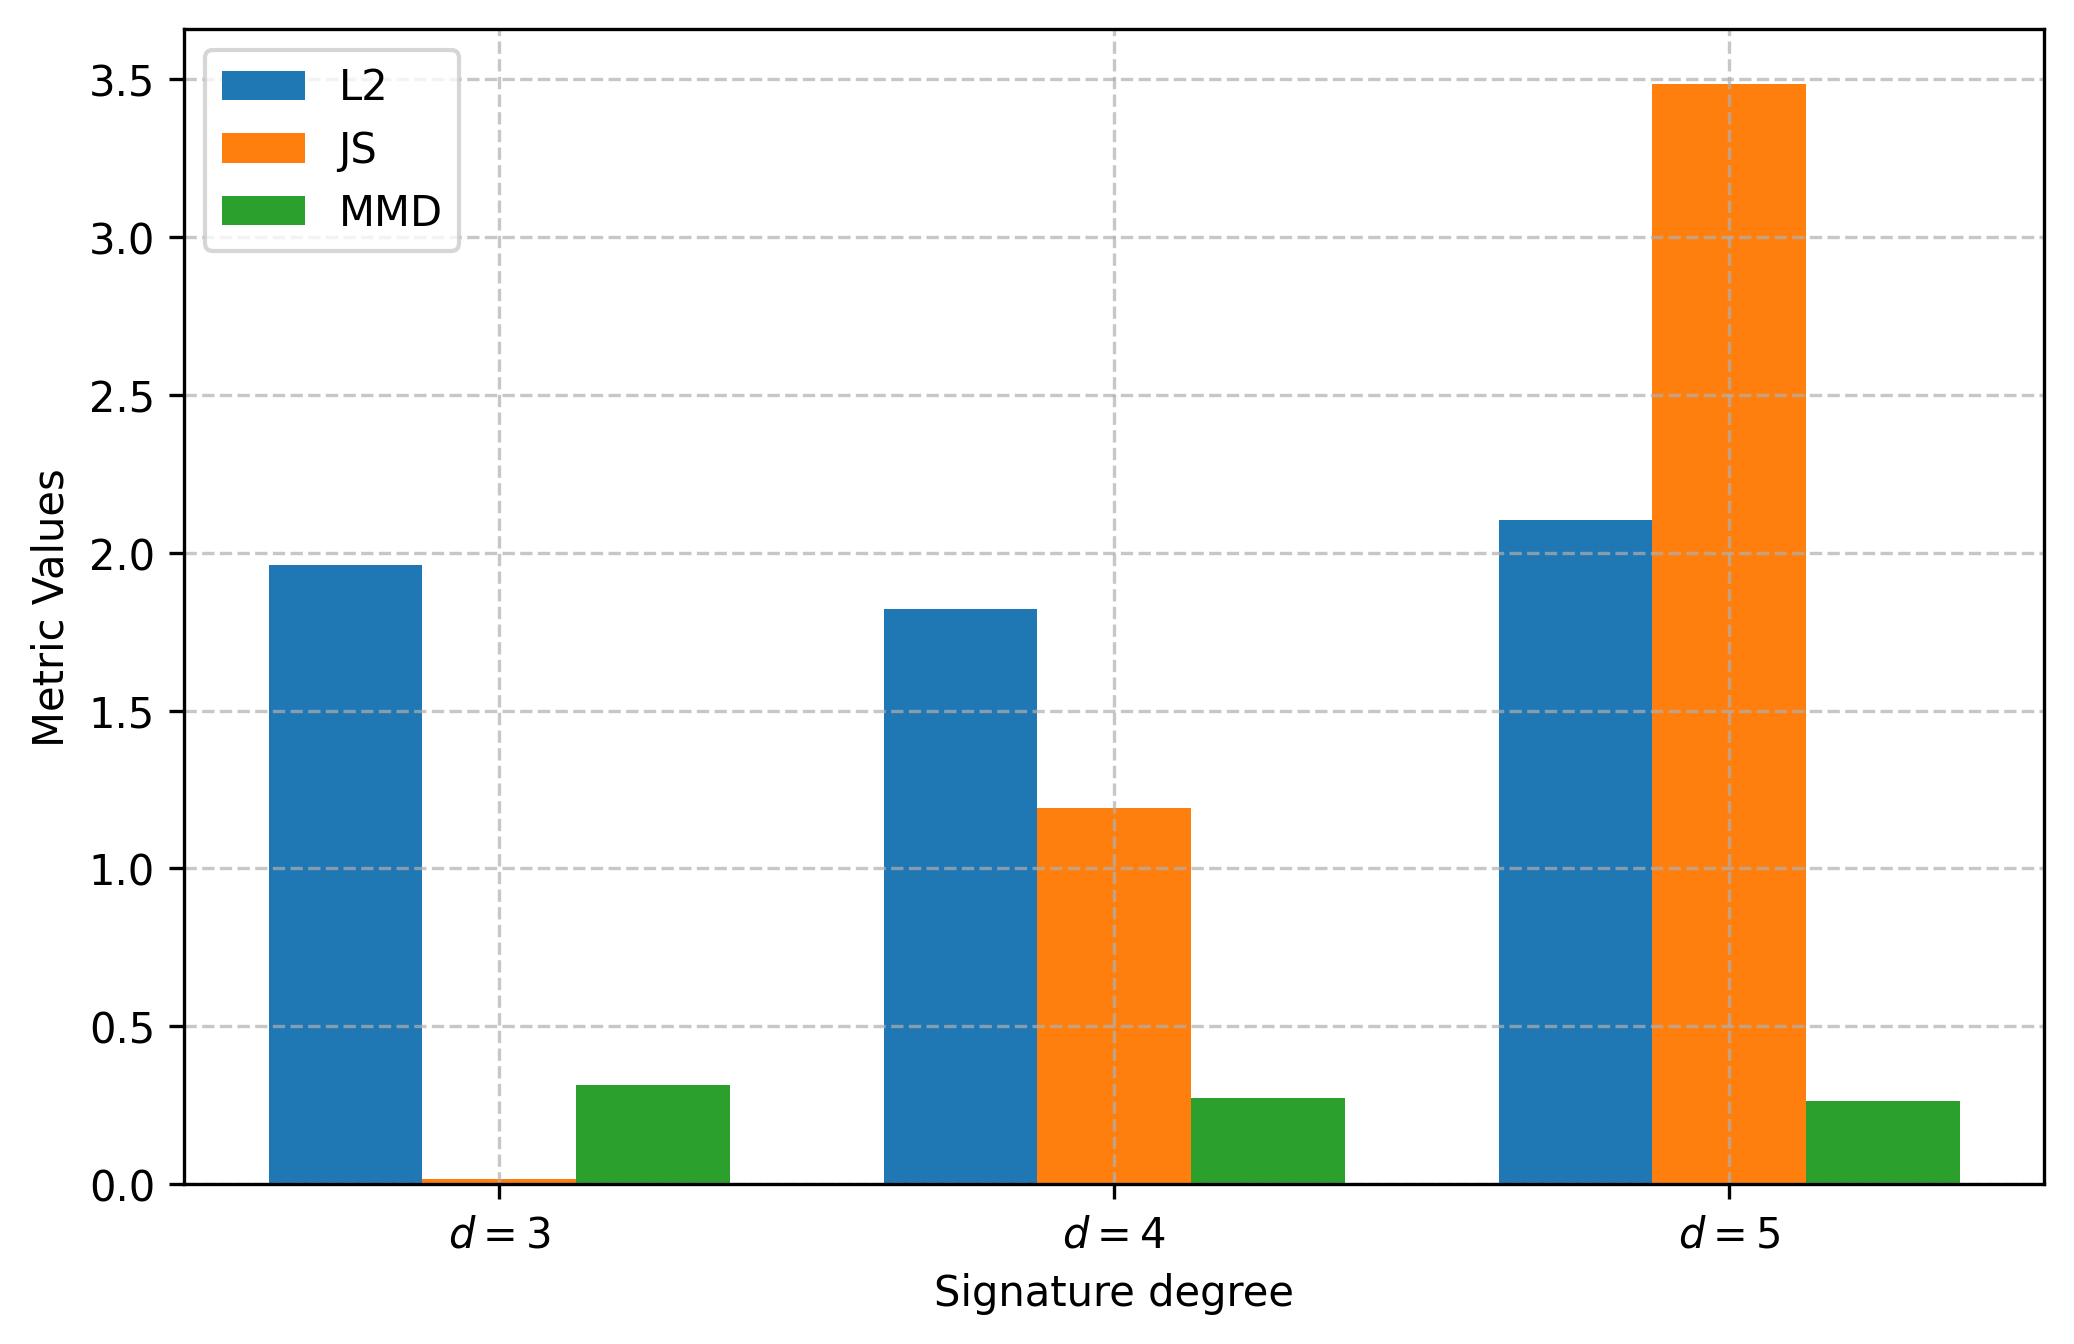 L2
JS
MMD
3.5
3.0
2.5
2.0
1.5
1.0
0.5
0.0
Metric Values
d = 3
d = 4
d = 5
Signature degree